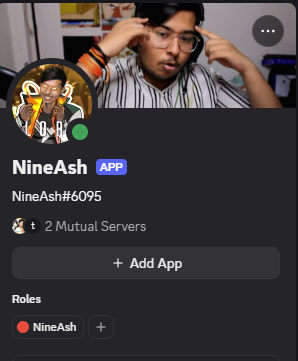 NineAsh APP
NineAsh#6095
t 2 Mutual Servers
+ Add App
Roles
NineAsh +